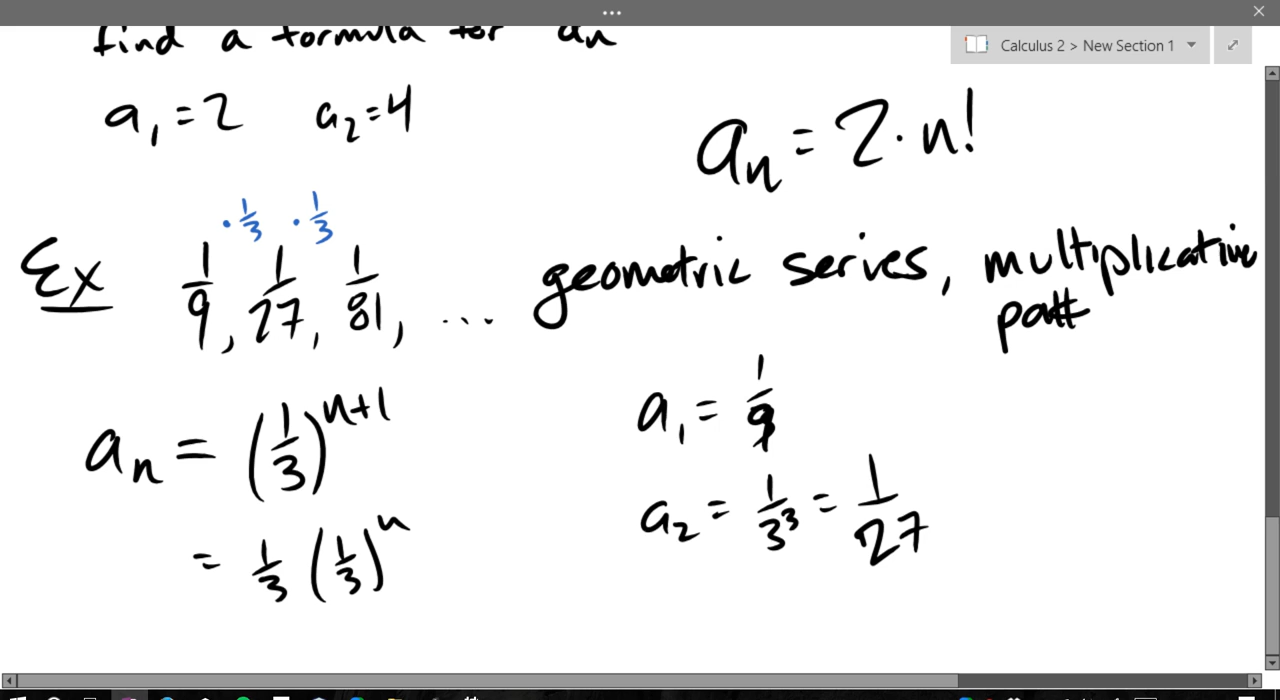 Calculus 2 > New Section 1
find a formula for aₙ
a₁ = 2 a₂ = 4
aₙ = 2 · n!
· 1/3 · 1/3
Ex 1/9, 1/27, 1/81, ... geometric series, multiplicative
patt
aₙ = (1/3)ⁿ⁺¹
= 1/3 (1/3)ⁿ
a₁ = 1/9
a₂ = 1/3³ = 1/27